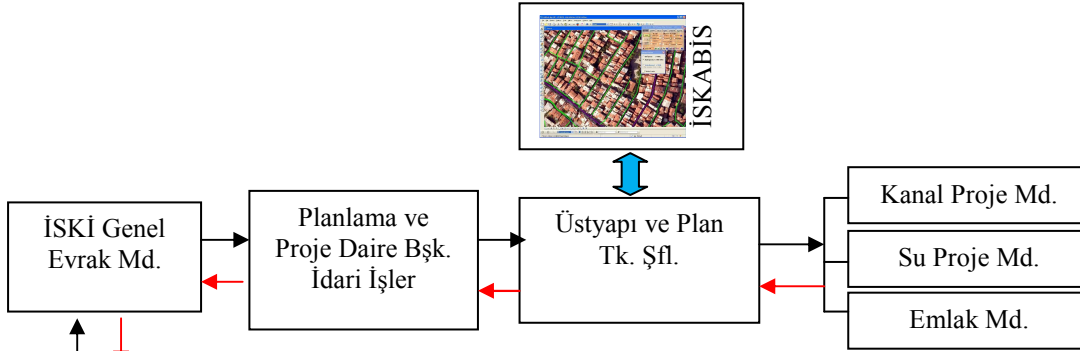 İSKABİS
İSKİ Genel
Evrak Md.
Planlama ve
Proje Daire Bşk.
İdari İşler
Üstyapı ve Plan
Tk. Şfl.
Kanal Proje Md.
Su Proje Md.
Emlak Md.